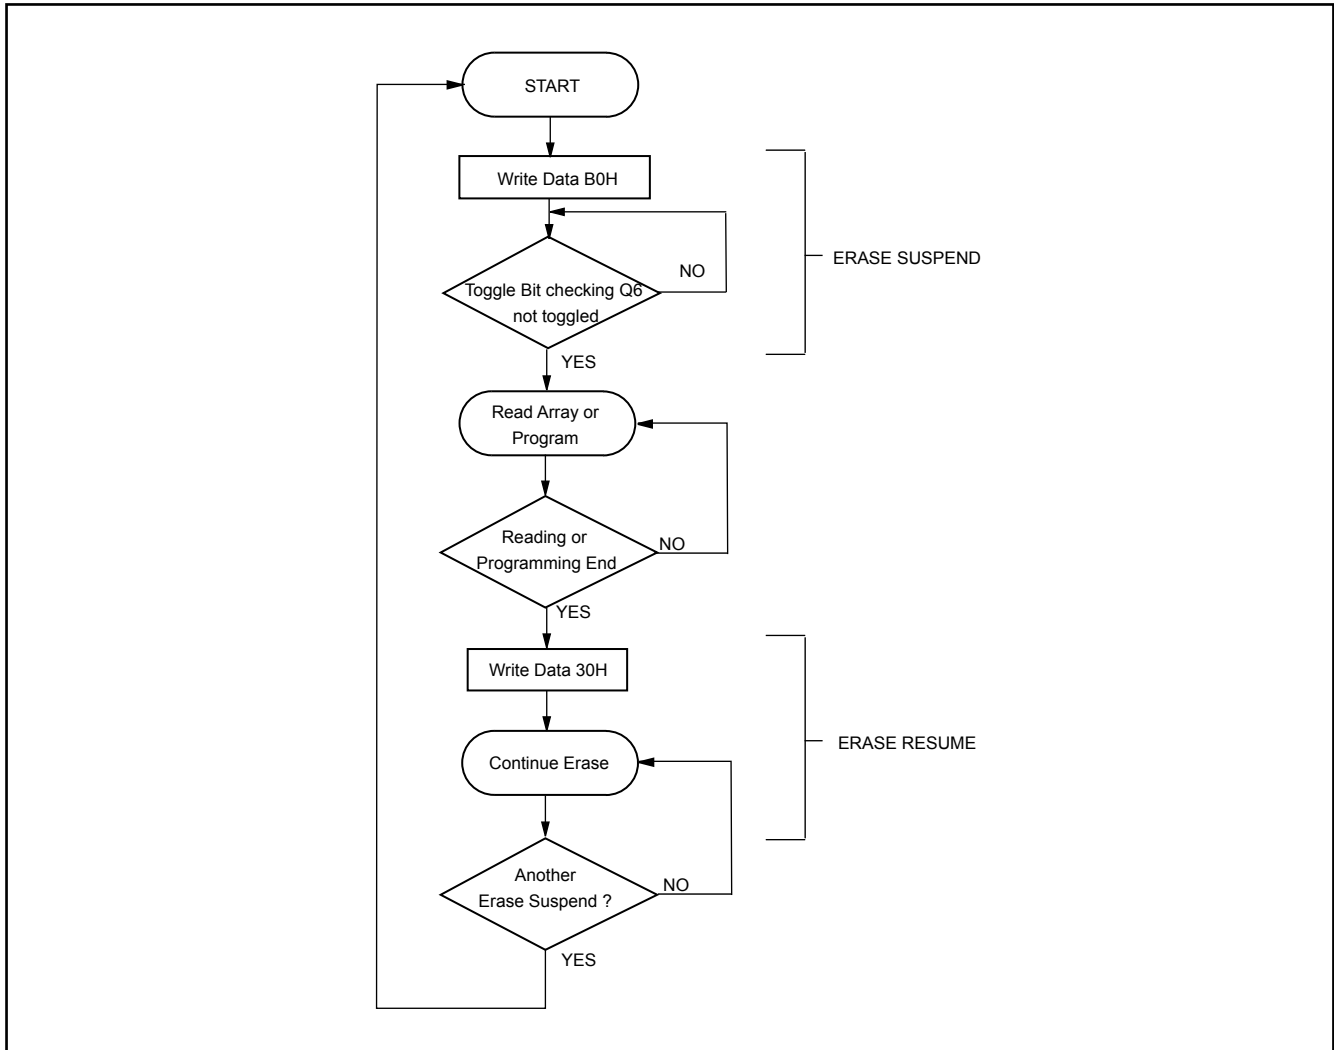 START
Write Data B0H
ERASE SUSPEND
NO
Toggle Bit checking Q6
not toggled
YES
Read Array or
Program
Reading or
Programming End
NO
YES
Write Data 30H
ERASE RESUME
Continue Erase
Another
Erase Suspend ?
NO
YES